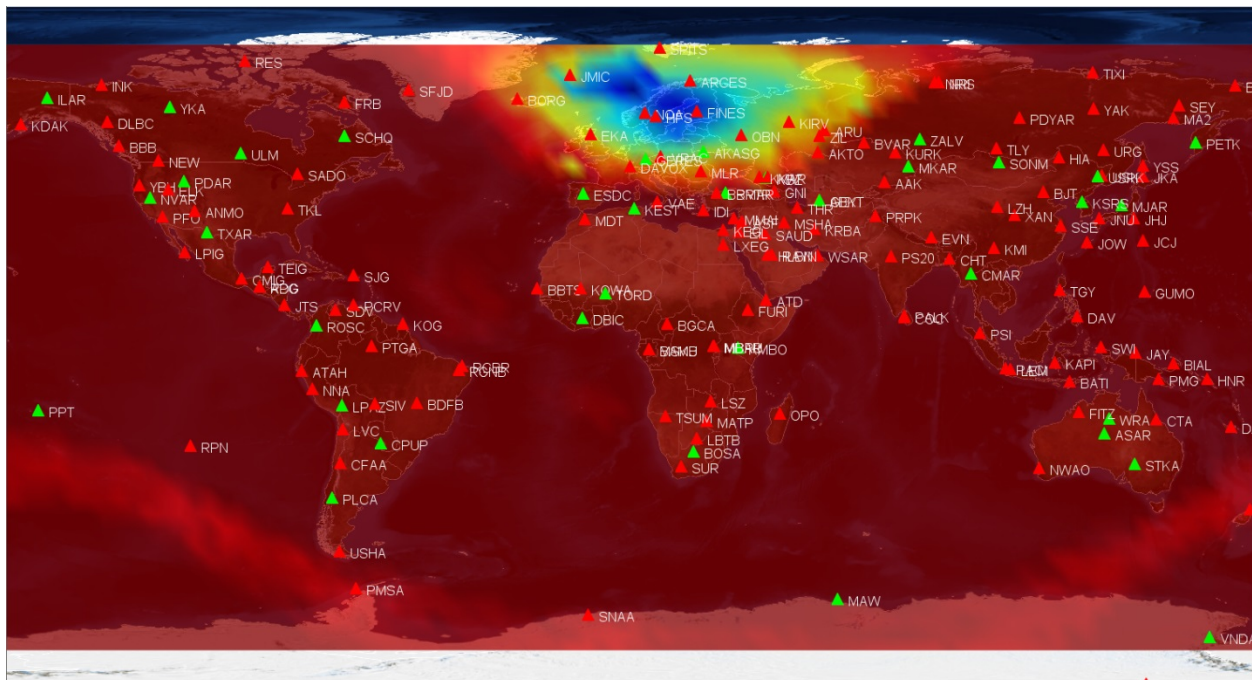 SPITS
RES
JMIC
TIXI
ARGES
INK
SFJD
ILAR
BORG
FRB
YKA
SEY
YAK
NOA
HFS
FINES
MA2
PDYAR
KDAK
DLBC
KIRV
EKA
SCHQ
OBN
ARU
ZIL
ZALV
BVAR
PETK
BBB
ULM
AKASG
AKTO
KURK
TLY
URG
HIA
NEW
SONM
DAVOX
MKAR
YSS
SADO
MLR
JKA
PDAR
AAK
ELK
NVAR
ESDC
GNI
BJT
ANMO
TKL
VAE
KEST
THR
KSRS
MJAR
PFO
IDI
LZH
MDT
PRPK
XAN
JNU
JHJ
MSHA
TXAR
SSE
KRBA
SAUD
EVN
JCJ
LXEG
JOW
LPIG
KMI
WSAR
PS20
CHT
TEIG
SJG
CMAR
CMIG
BBTS
KOWA
TORD
TGY
GUMO
ATD
JTS
PCRV
SDV
FURI
DBIC
DAV
ROSC
KOG
BGCA
PALK
PSI
PTGA
SWI
JAY
KMBO
KAPI
BIAL
ATAH
PMG
HNR
BATI
NNA
LPAZ
SIV
BDFB
LSZ
PPT
TSUM
OPO
FITZ
MATP
WRA
CTA
LVC
ASAR
CPUP
LBTB
RPN
BOSA
CFAA
SUR
NWAO
STKA
PLCA
USHA
PMSA
MAW
SNAA
VNDA